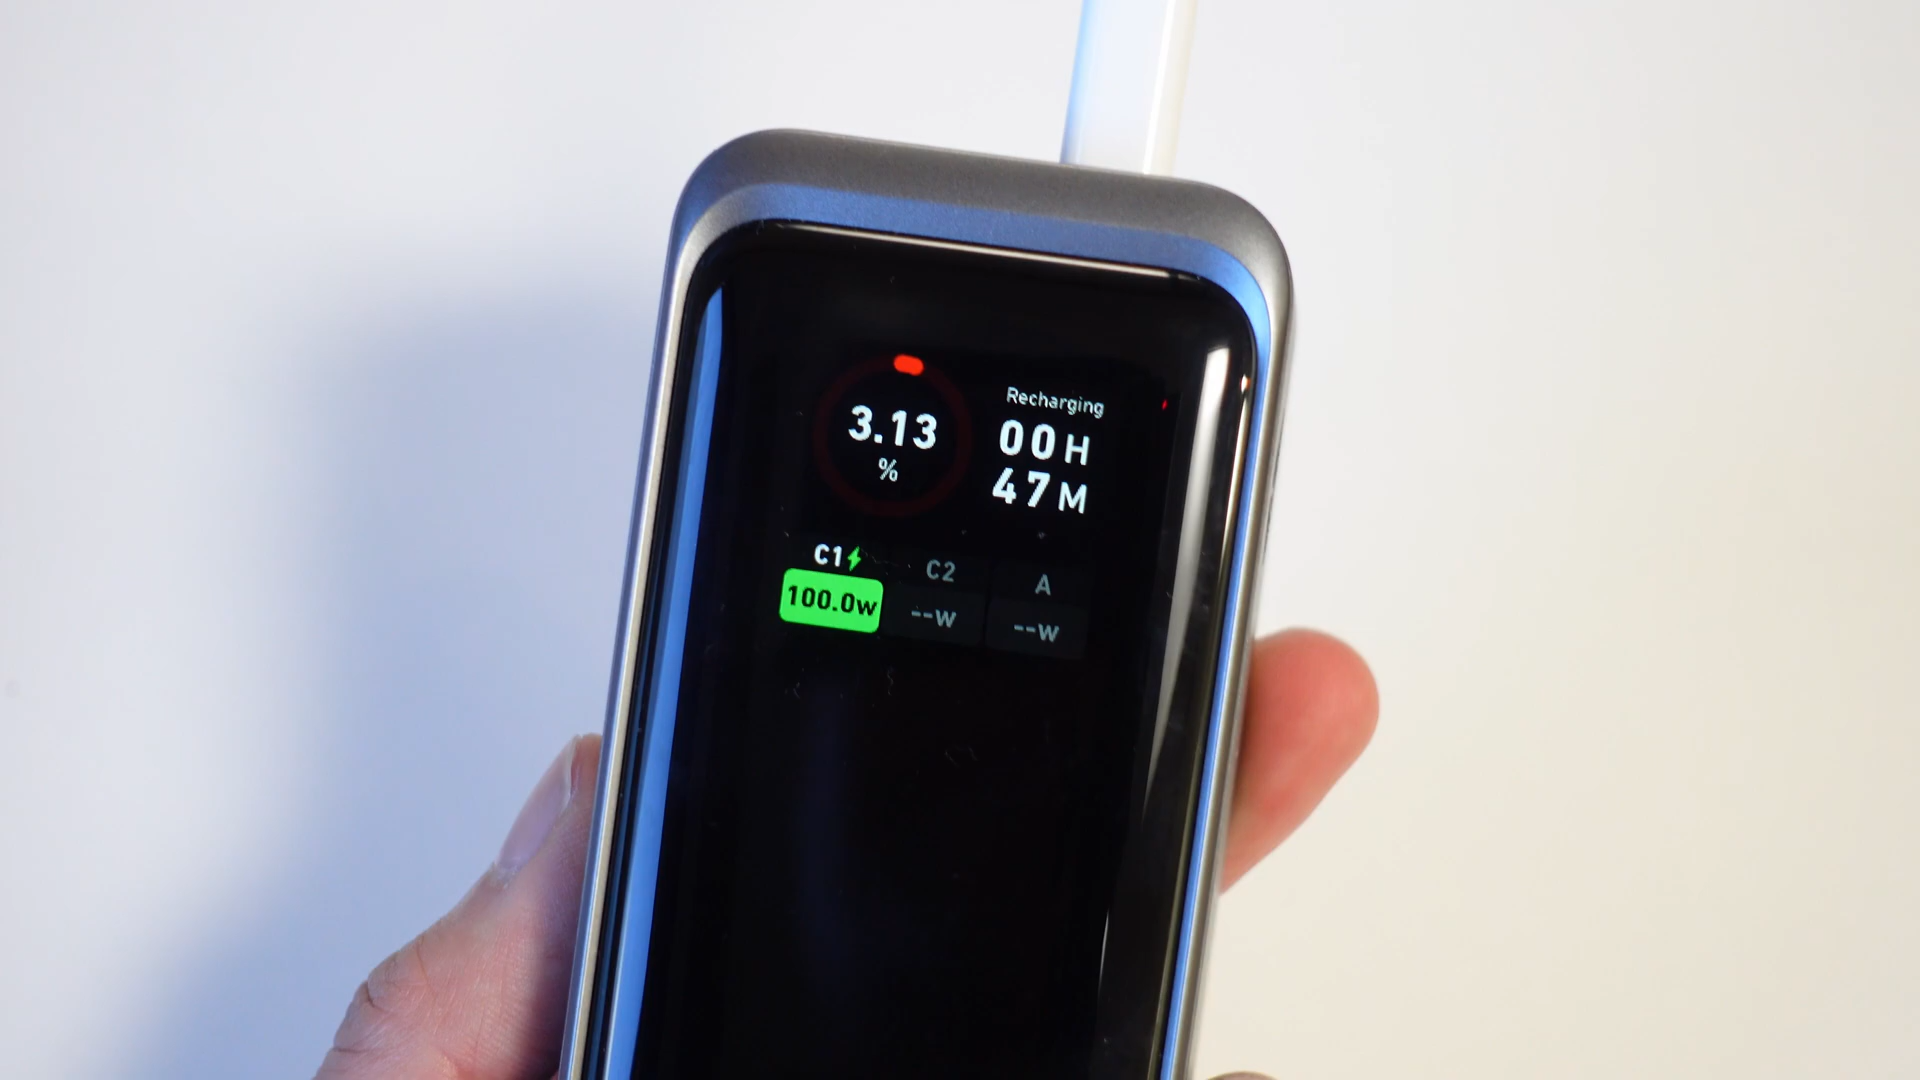 3.13
%
Recharging
00H
47M
C1
100.0w
C2
--W
A
--W